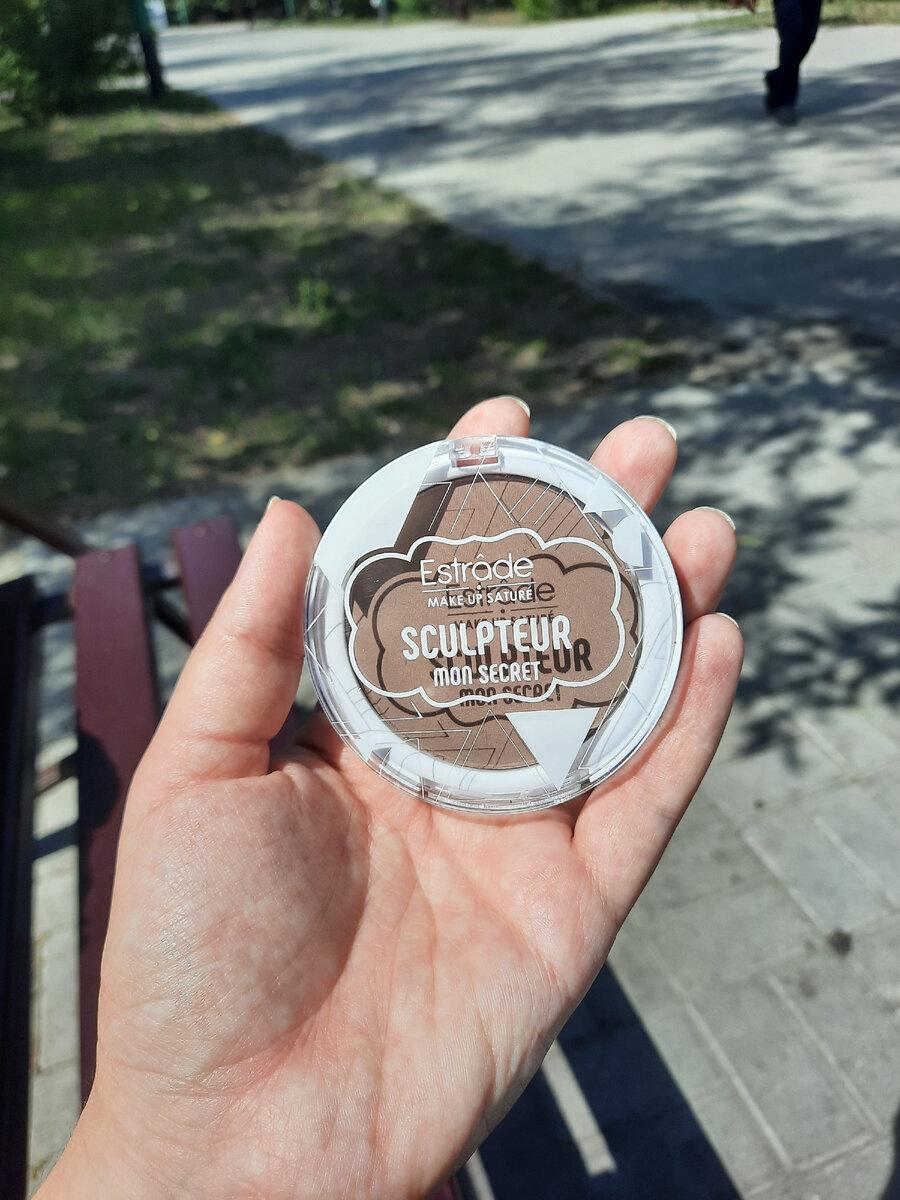 Estrâde
MAKE UP SATURÉ
SCULPTEUR
MON SECRET